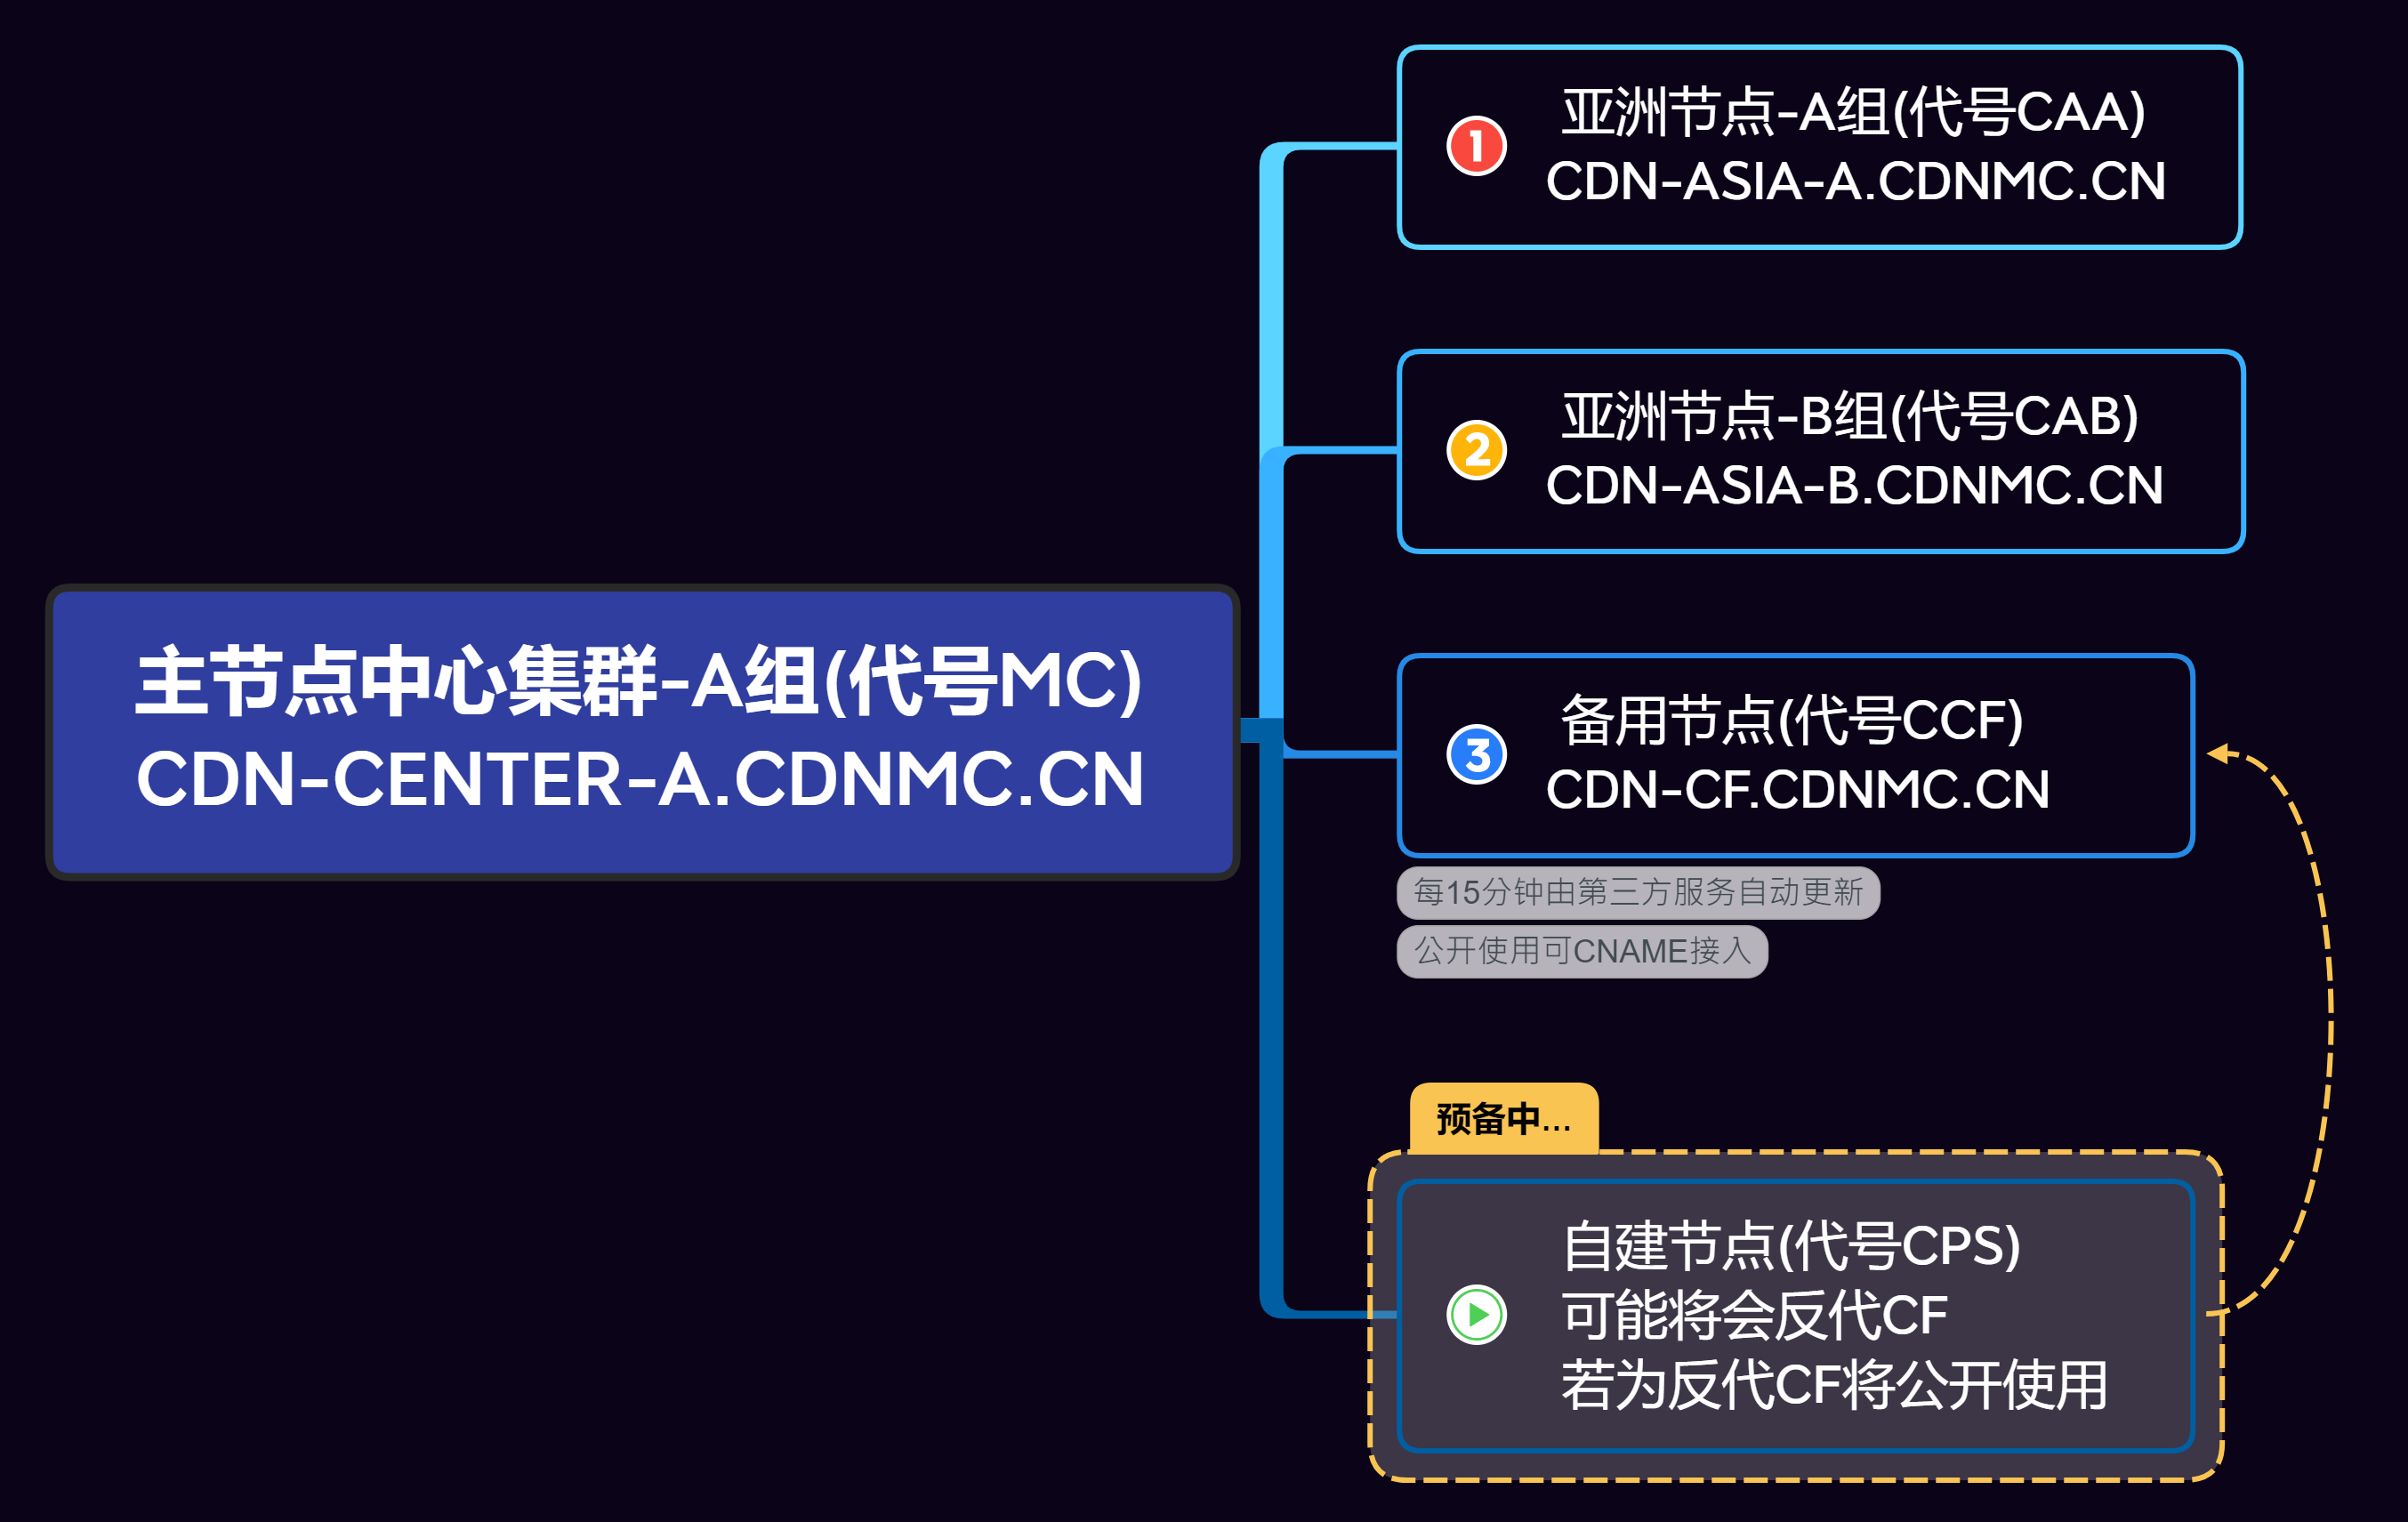 主节点中心集群-A组(代号MC)
CDN-CENTER-A.CDNMC.CN
1
亚洲节点-A组(代号CAA)
CDN-ASIA-A.CDNMC.CN
2
亚洲节点-B组(代号CAB)
CDN-ASIA-B.CDNMC.CN
3
备用节点(代号CCF)
CDN-CF.CDNMC.CN
每15分钟由第三方服务自动更新
公开使用可CNAME接入
预备中...
自建节点(代号CPS)
可能将会反代CF
若为反代CF将公开使用